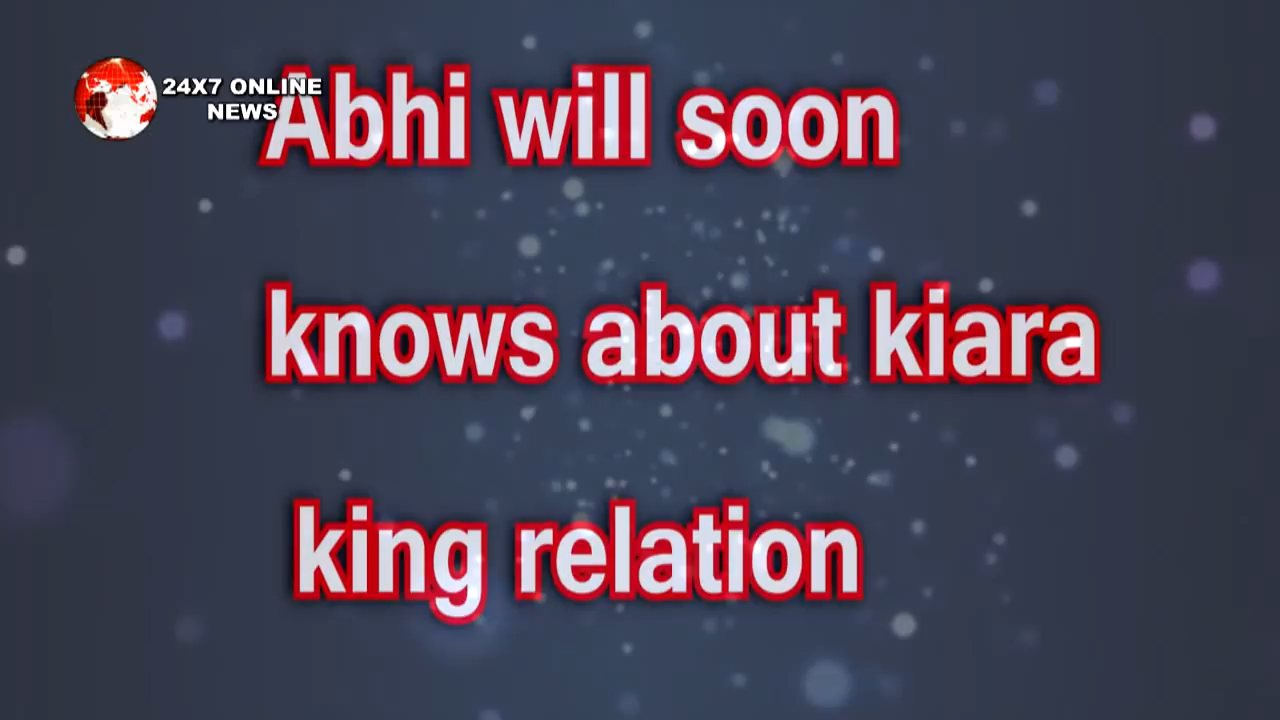 24X7 ONLINE
NEWS
Abhi will soon
knows about kiara
king relation